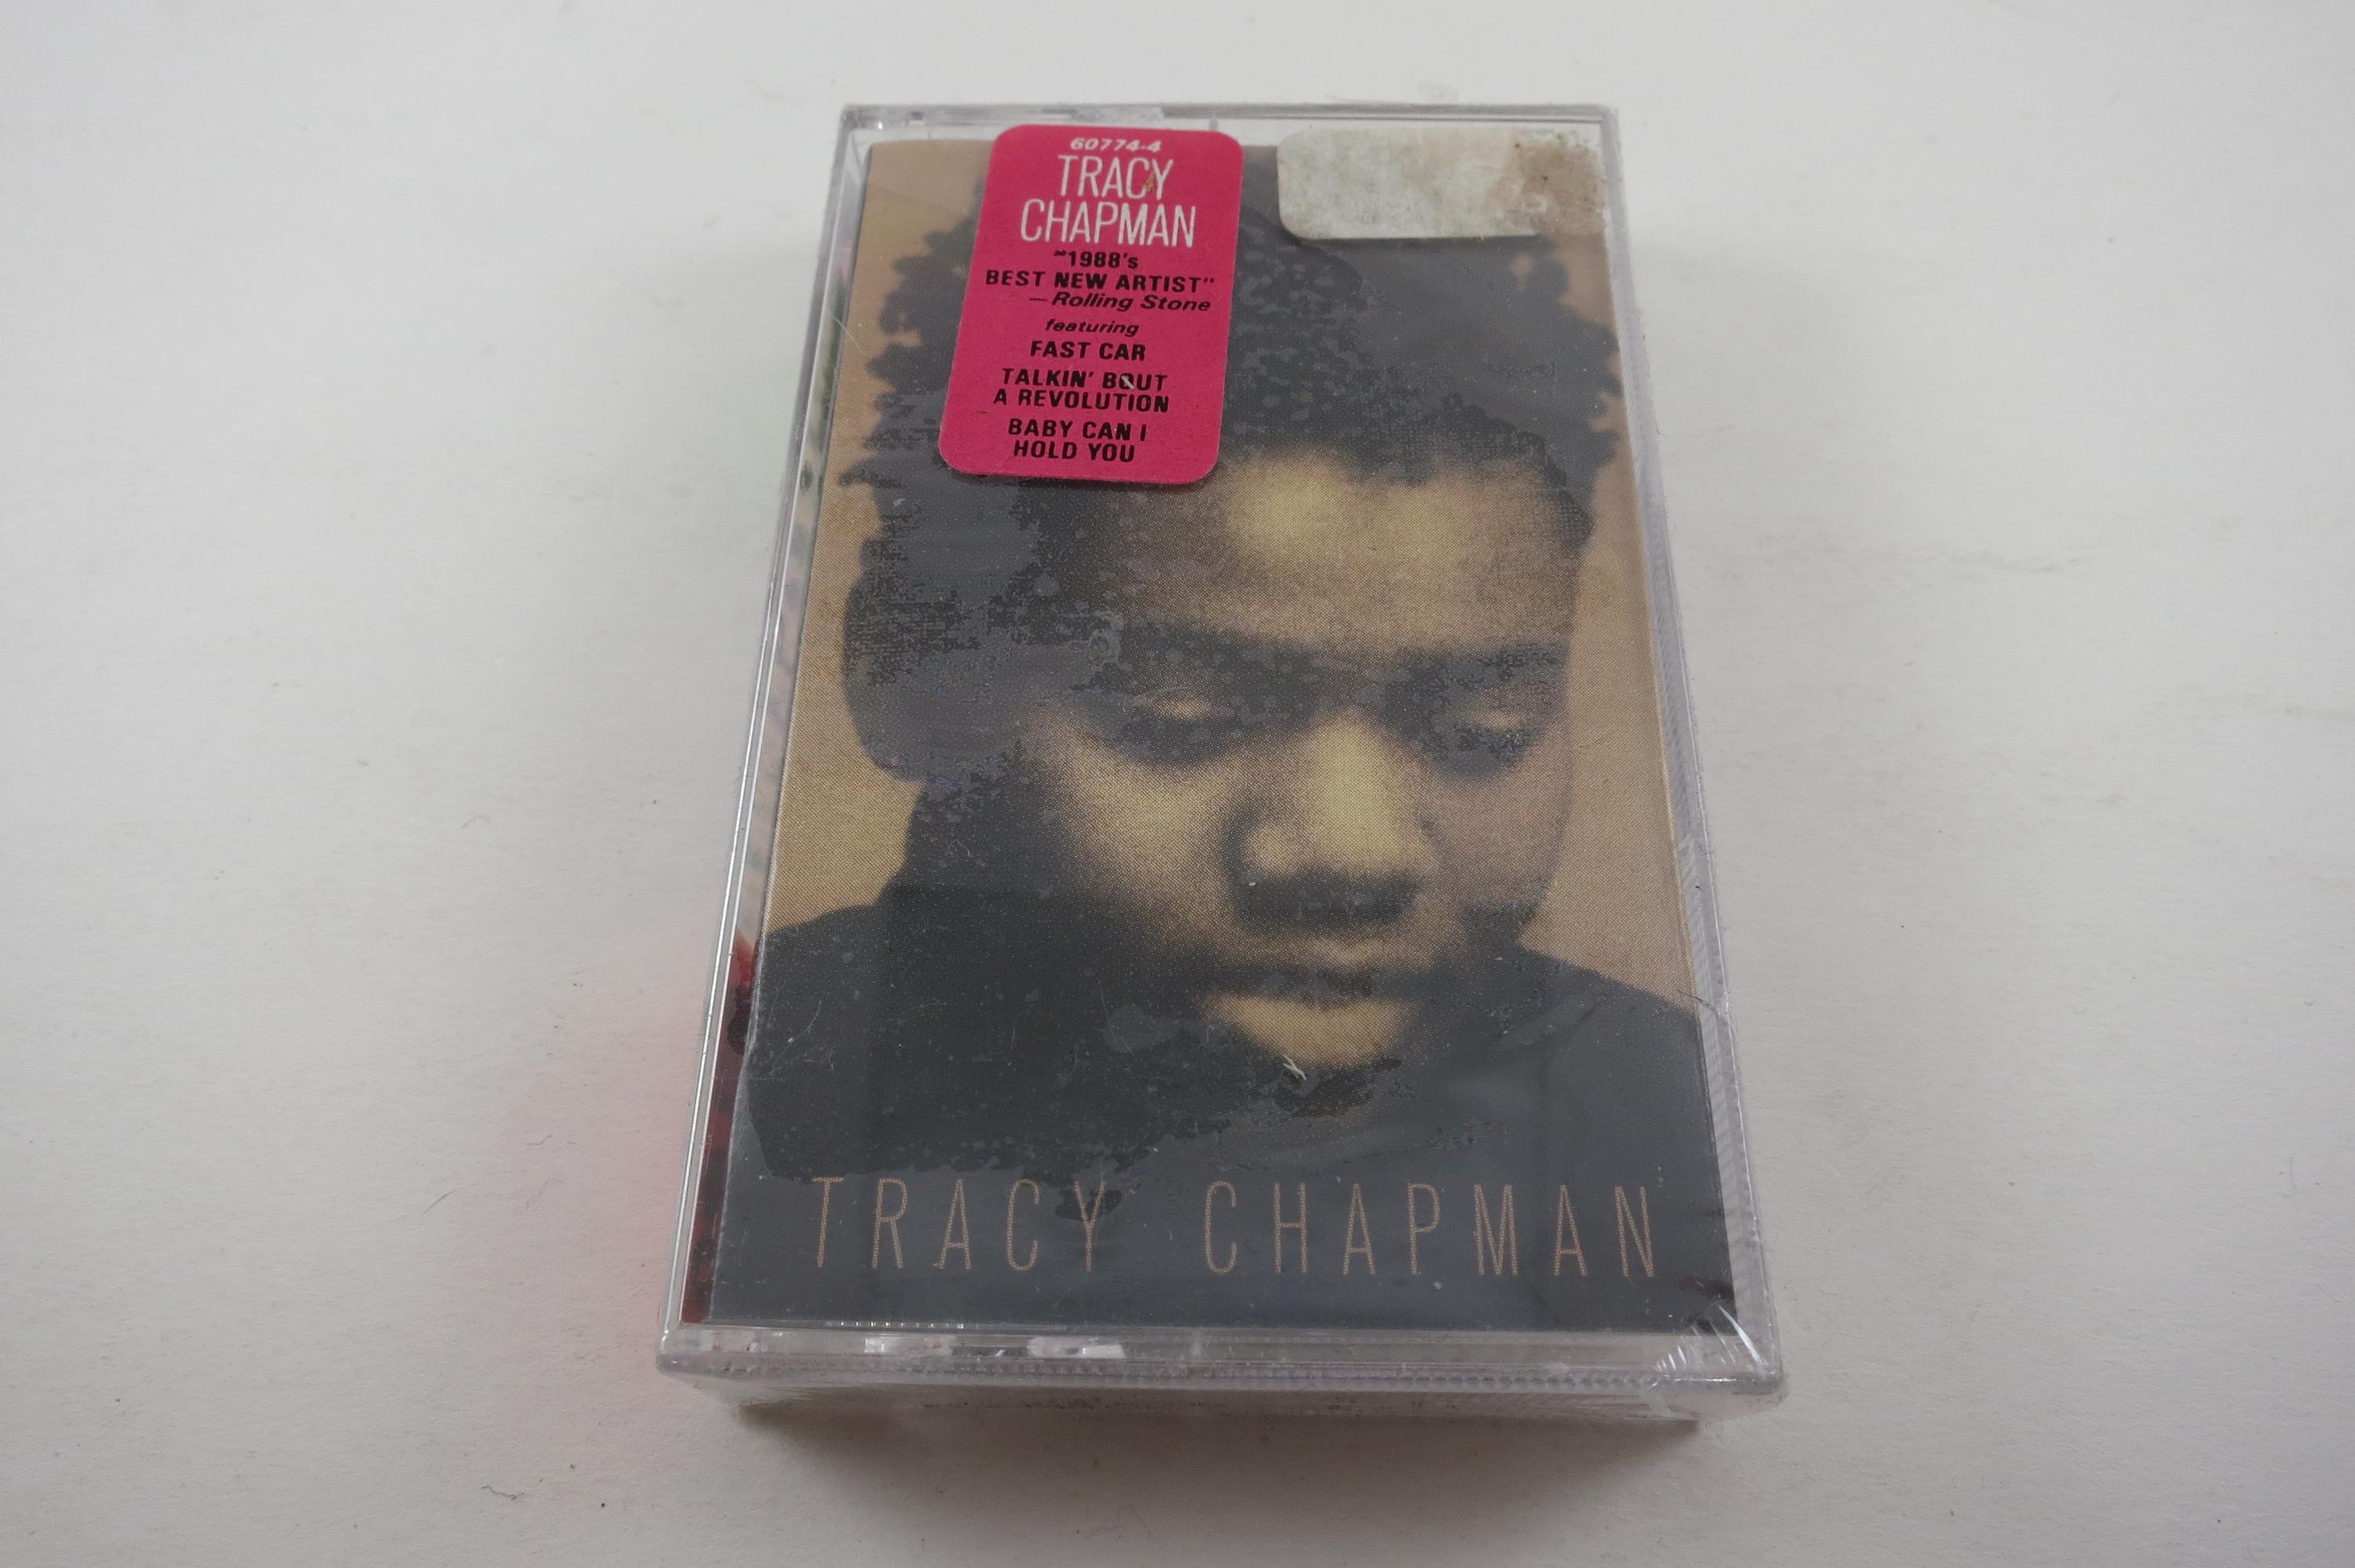 60774-4
TRACY
CHAPMAN
"1988's
BEST NEW ARTIST"
—Rolling Stone
featuring
FAST CAR
TALKIN' BOUT
A REVOLUTION
BABY CAN I
HOLD YOU
TRACY CHAPMAN